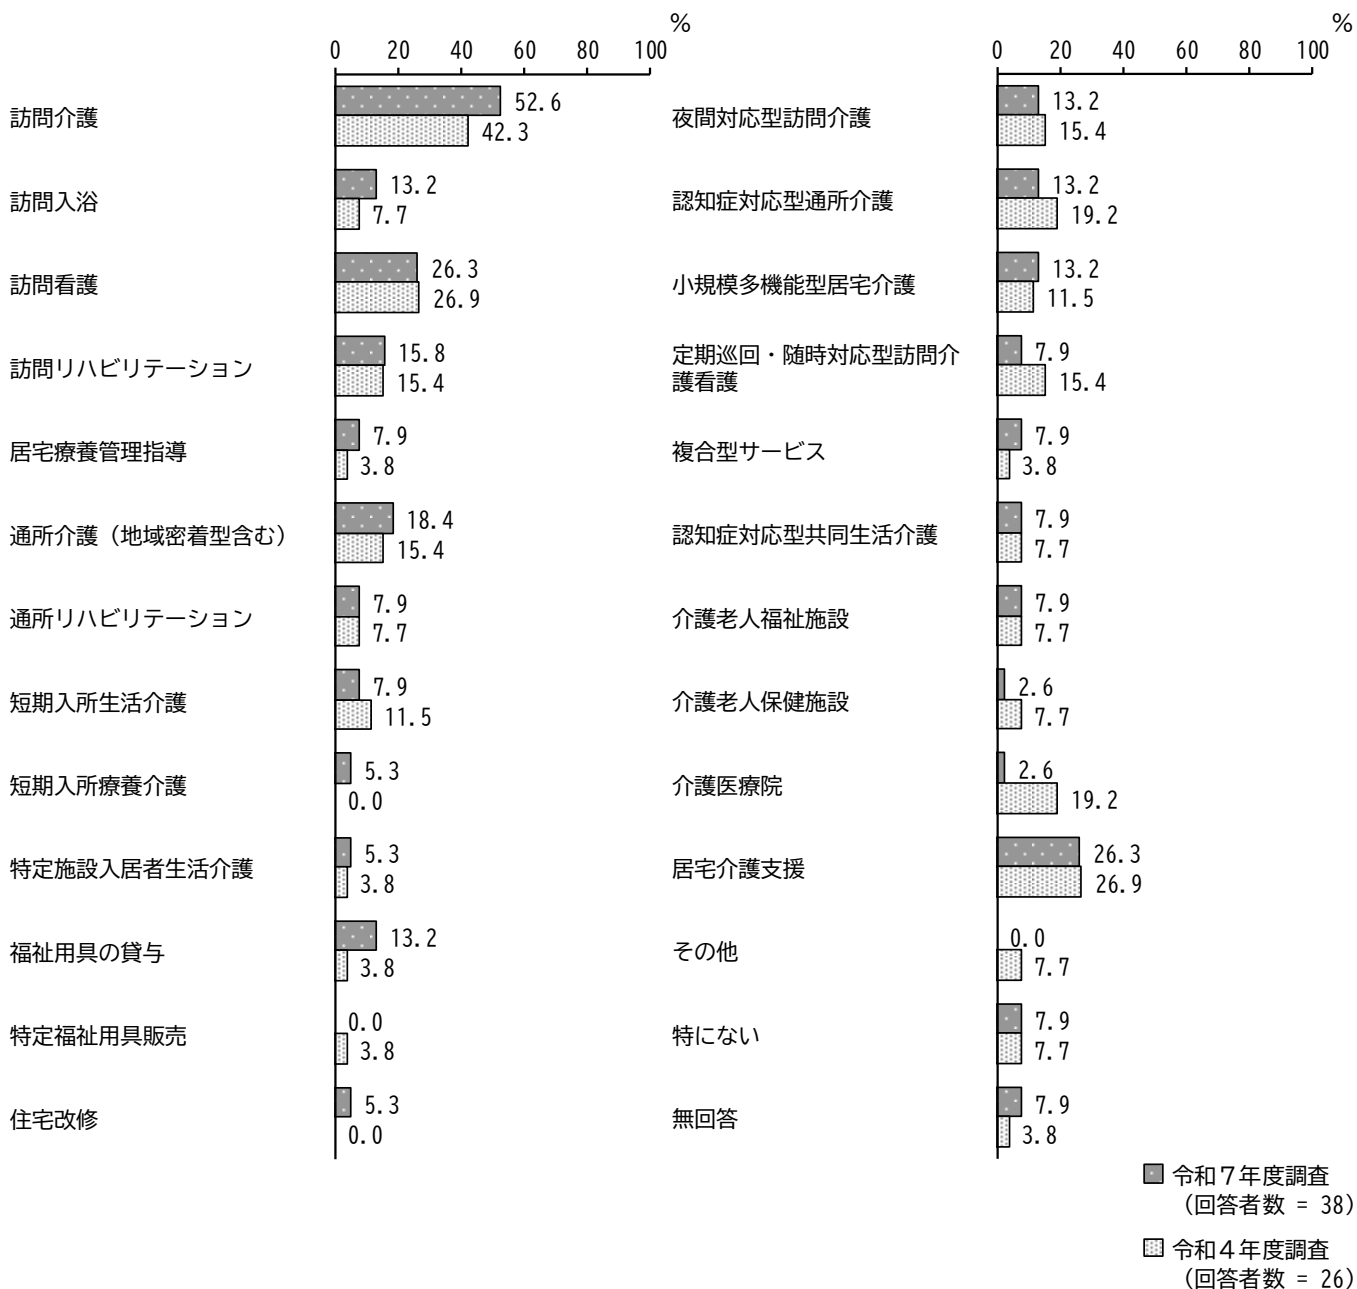 %
0 20 40 60 80 100
訪問介護
52.6
42.3
訪問入浴
13.2
7.7
訪問看護
26.3
26.9
訪問リハビリテーション
15.8
15.4
居宅療養管理指導
7.9
3.8
通所介護（地域密着型含む）
18.4
15.4
通所リハビリテーション
7.9
7.7
短期入所生活介護
7.9
11.5
短期入所療養介護
5.3
0.0
特定施設入居者生活介護
5.3
3.8
福祉用具の貸与
13.2
3.8
特定福祉用具販売
0.0
3.8
住宅改修
5.3
0.0
%
0 20 40 60 80 100
夜間対応型訪問介護
13.2
15.4
認知症対応型通所介護
13.2
19.2
小規模多機能型居宅介護
13.2
11.5
定期巡回・随時対応型訪問介
護看護
7.9
15.4
複合型サービス
7.9
3.8
認知症対応型共同生活介護
7.9
7.7
介護老人福祉施設
7.9
7.7
介護老人保健施設
2.6
7.7
介護医療院
2.6
19.2
居宅介護支援
26.3
26.9
その他
0.0
7.7
特にない
7.9
7.7
無回答
7.9
3.8
令和７年度調査
（回答者数 = 38）
令和４年度調査
（回答者数 = 26）